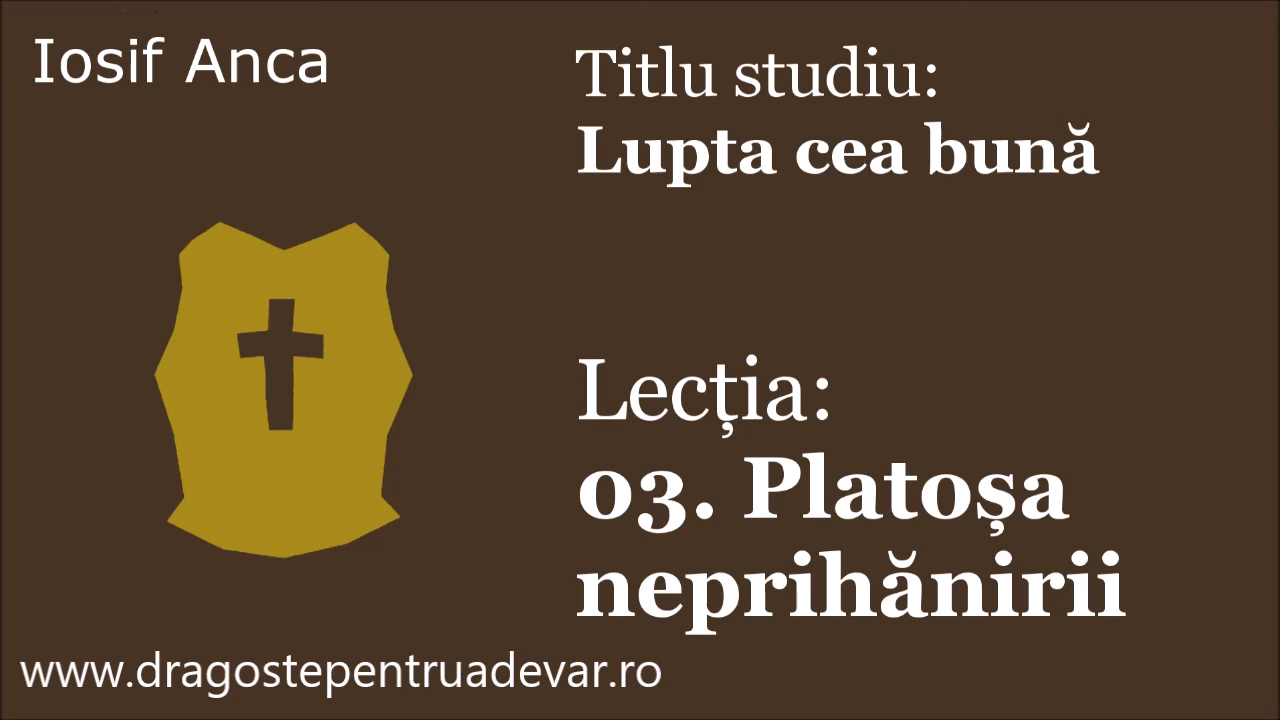 Iosif Anca
Titlu studiu:
Lupta cea bună
Lecția:
03. Platoșa
neprihănirii
www.dragostepentruadevar.ro